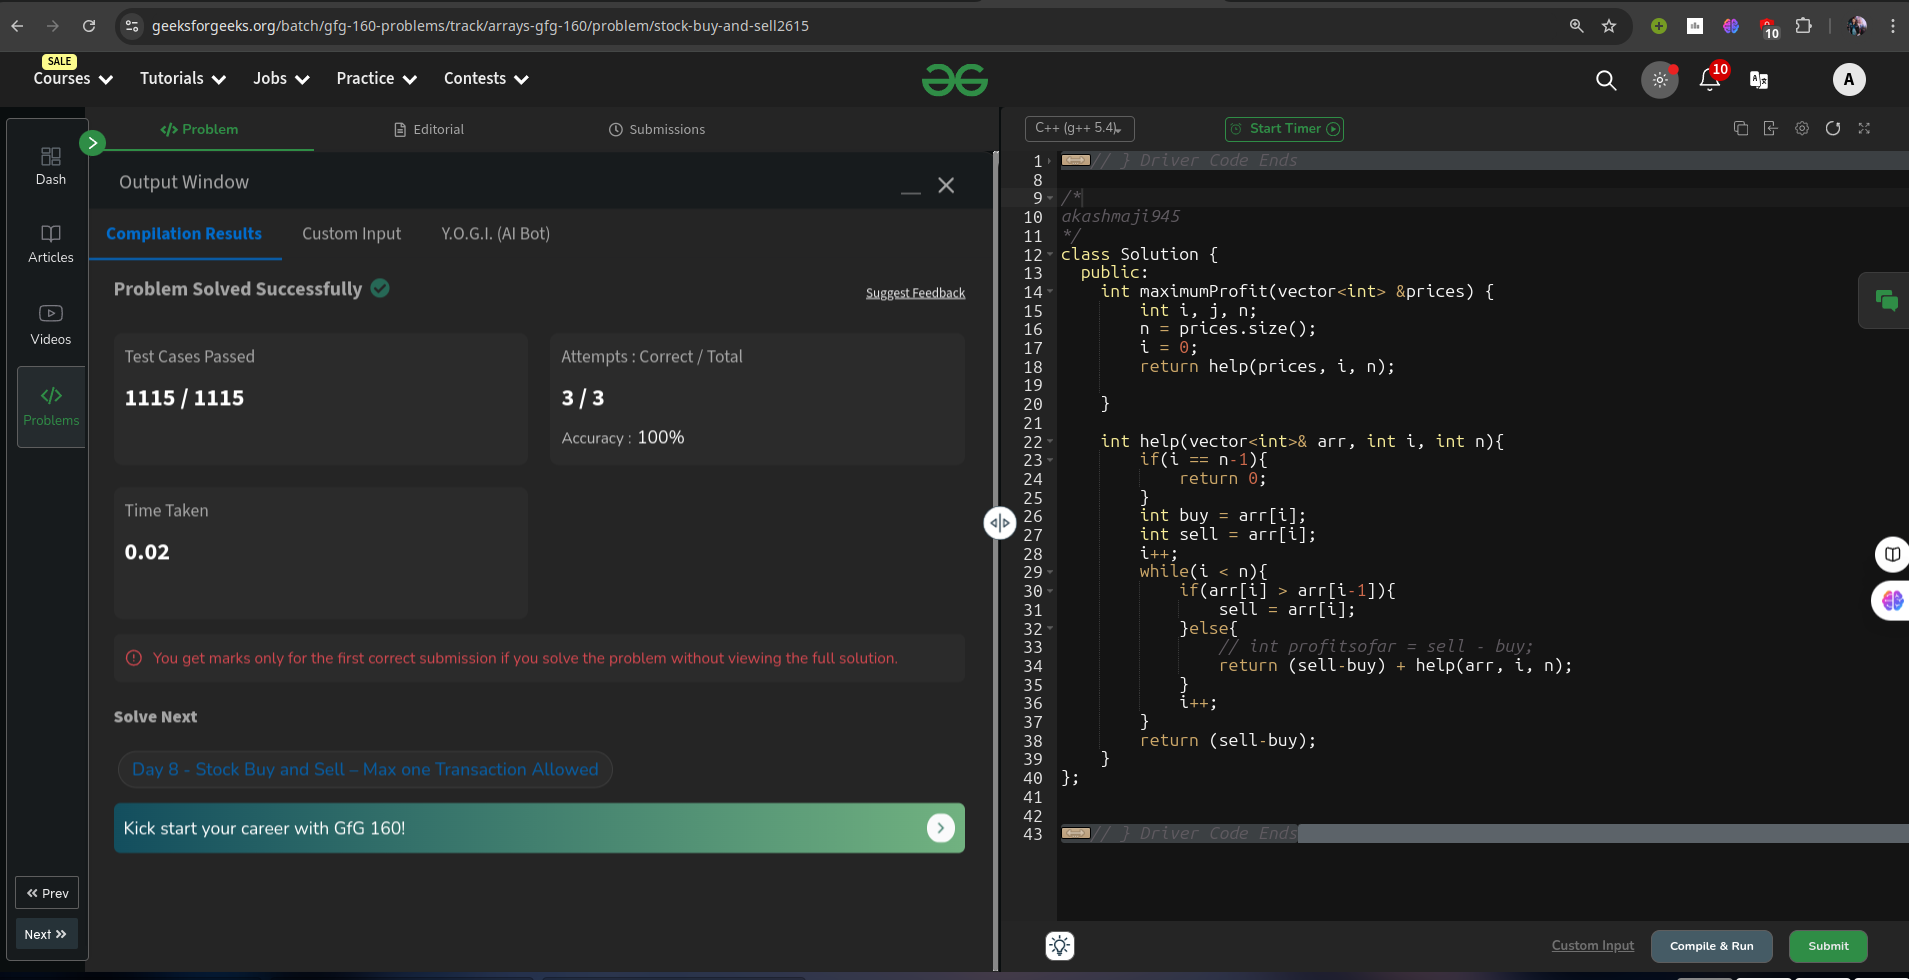 geeksforgeeks.org/batch/gfg-160-problems/track/arrays-gfg-160/problem/stock-buy-and-sell2615
10
SALE
Courses
Tutorials
Jobs
Practice
Contests
10
A
Dash
Articles
Videos
</>
Problems
Prev
Next
</> Problem
Editorial
Submissions
Output Window
Compilation Results
Custom Input
Y.O.G.I. (AI Bot)
Problem Solved Successfully
Suggest Feedback
Test Cases Passed
1115 / 1115
Attempts : Correct / Total
3 / 3
Accuracy : 100%
Time Taken
0.02
You get marks only for the first correct submission if you solve the problem without viewing the full solution.
Solve Next
Day 8 - Stock Buy and Sell – Max one Transaction Allowed
Kick start your career with GfG 160!
C++ (g++ 5.4)
Start Timer
1 // } Driver Code Ends
8
9 /*
10 akashmaji945
11 */
12 class Solution {
13 public:
14 int maximumProfit(vector<int> &prices) {
15 int i, j, n;
16 n = prices.size();
17 i = 0;
18 return help(prices, i, n);
19
20 }
21
22 int help(vector<int>& arr, int i, int n){
23 if(i == n-1){
24 return 0;
25 }
26 int buy = arr[i];
27 int sell = arr[i];
28 i++;
29 while(i < n){
30 if(arr[i] > arr[i-1]){
31 sell = arr[i];
32 }else{
33 // int profitsofar = sell - buy;
34 return (sell-buy) + help(arr, i, n);
35 }
36 i++;
37 }
38 return (sell-buy);
39 }
40 };
41
42
43 // } Driver Code Ends
Custom Input
Compile & Run
Submit